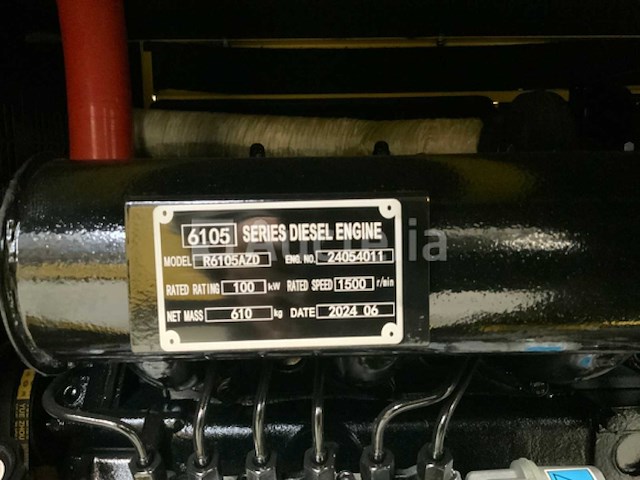 6105 SERIES DIESEL ENGINE
MODEL R6105AZD ENG. NO. 24054011
RATED RATING 100 kW RATED SPEED 1500 r/min
NET MASS 610 kg DATE 2024 06